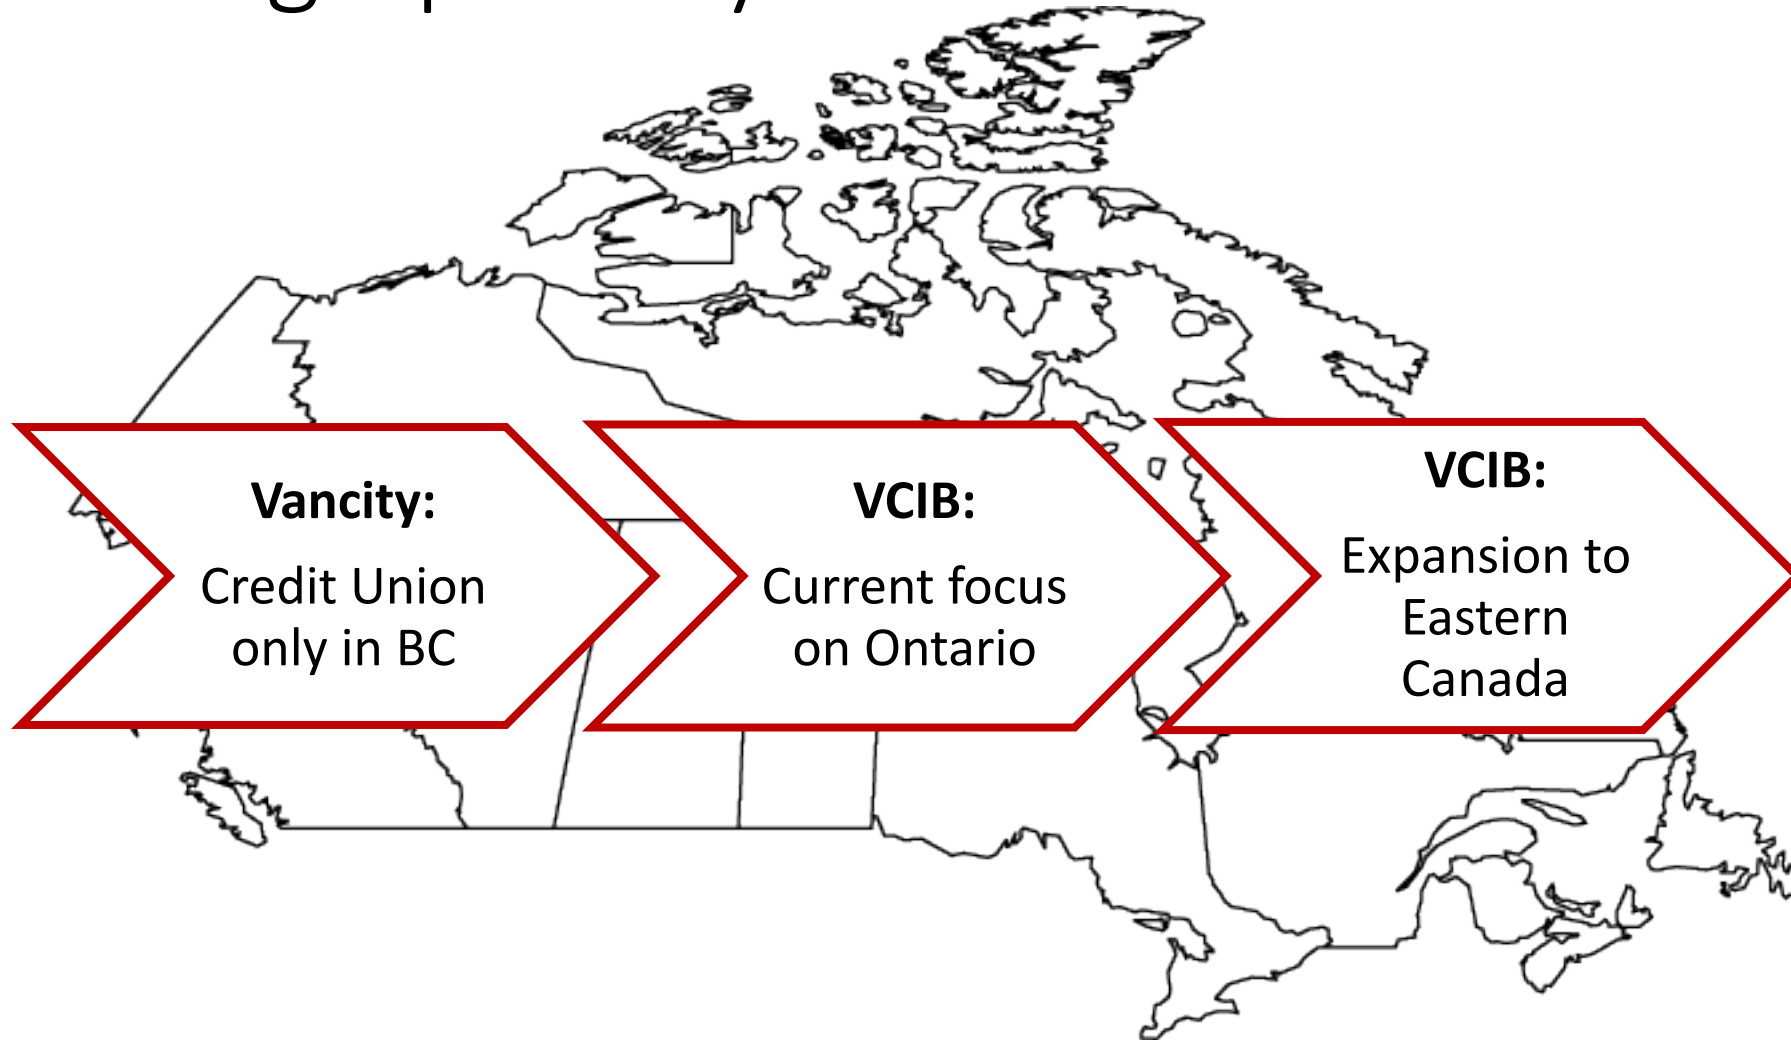 Vancity:
Credit Union
only in BC
VCIB:
Current focus
on Ontario
VCIB:
Expansion to
Eastern
Canada